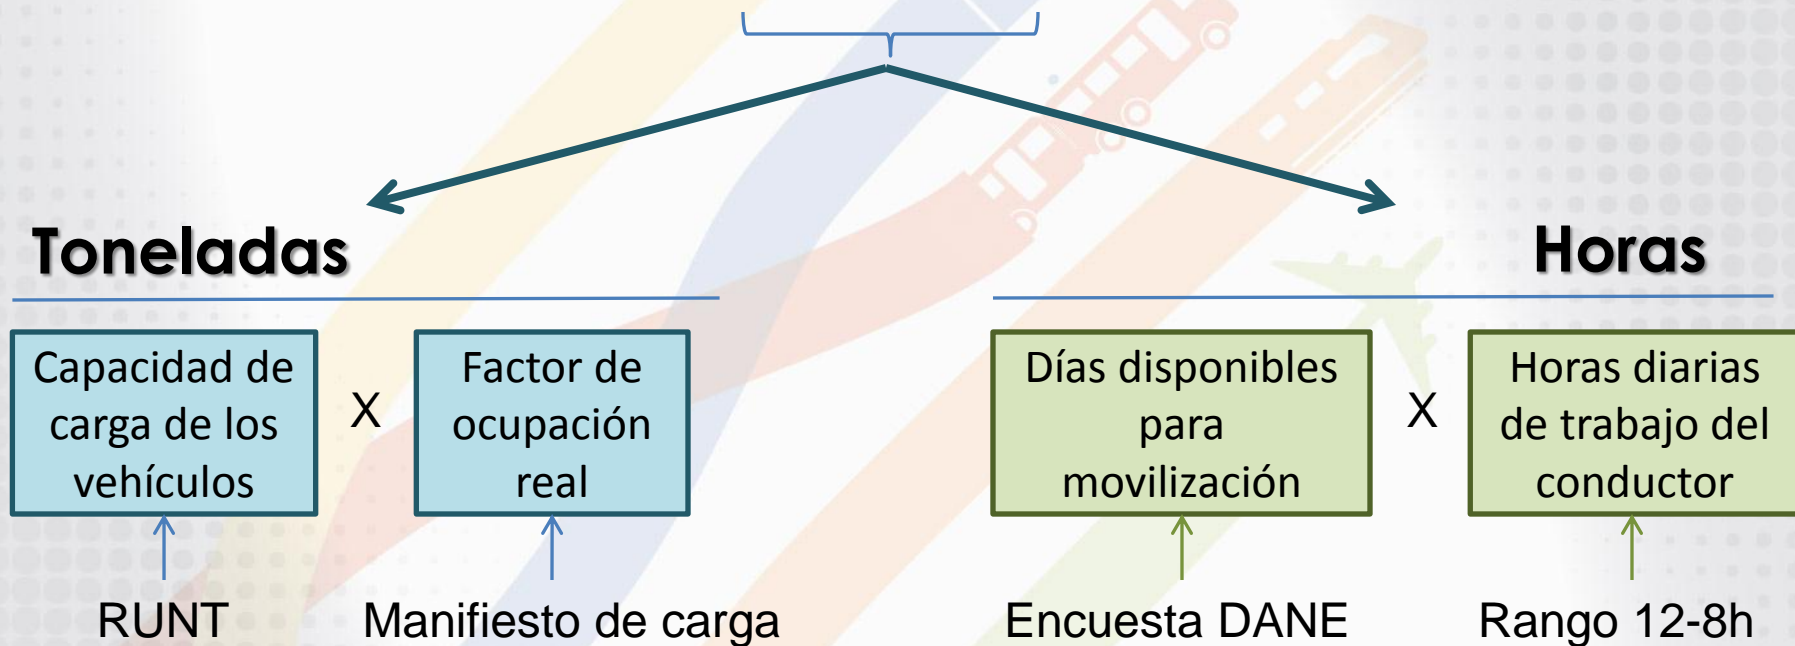 Toneladas
Horas
Capacidad de
carga de los
vehículos
X
Factor de
ocupación
real
Días disponibles
para
movilización
X
Horas diarias
de trabajo del
conductor
RUNT
Manifiesto de carga
Encuesta DANE
Rango 12-8h